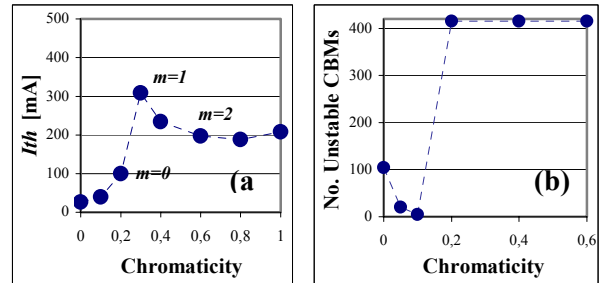 500
400
300
200
100
0
Ith [mA]
m=1
m=2
m=0
(a
0 0,2 0,4 0,6 0,8 1
Chromaticity
400
300
200
100
0
No. Unstable CBMs
(b)
0 0,2 0,4 0,6
Chromaticity